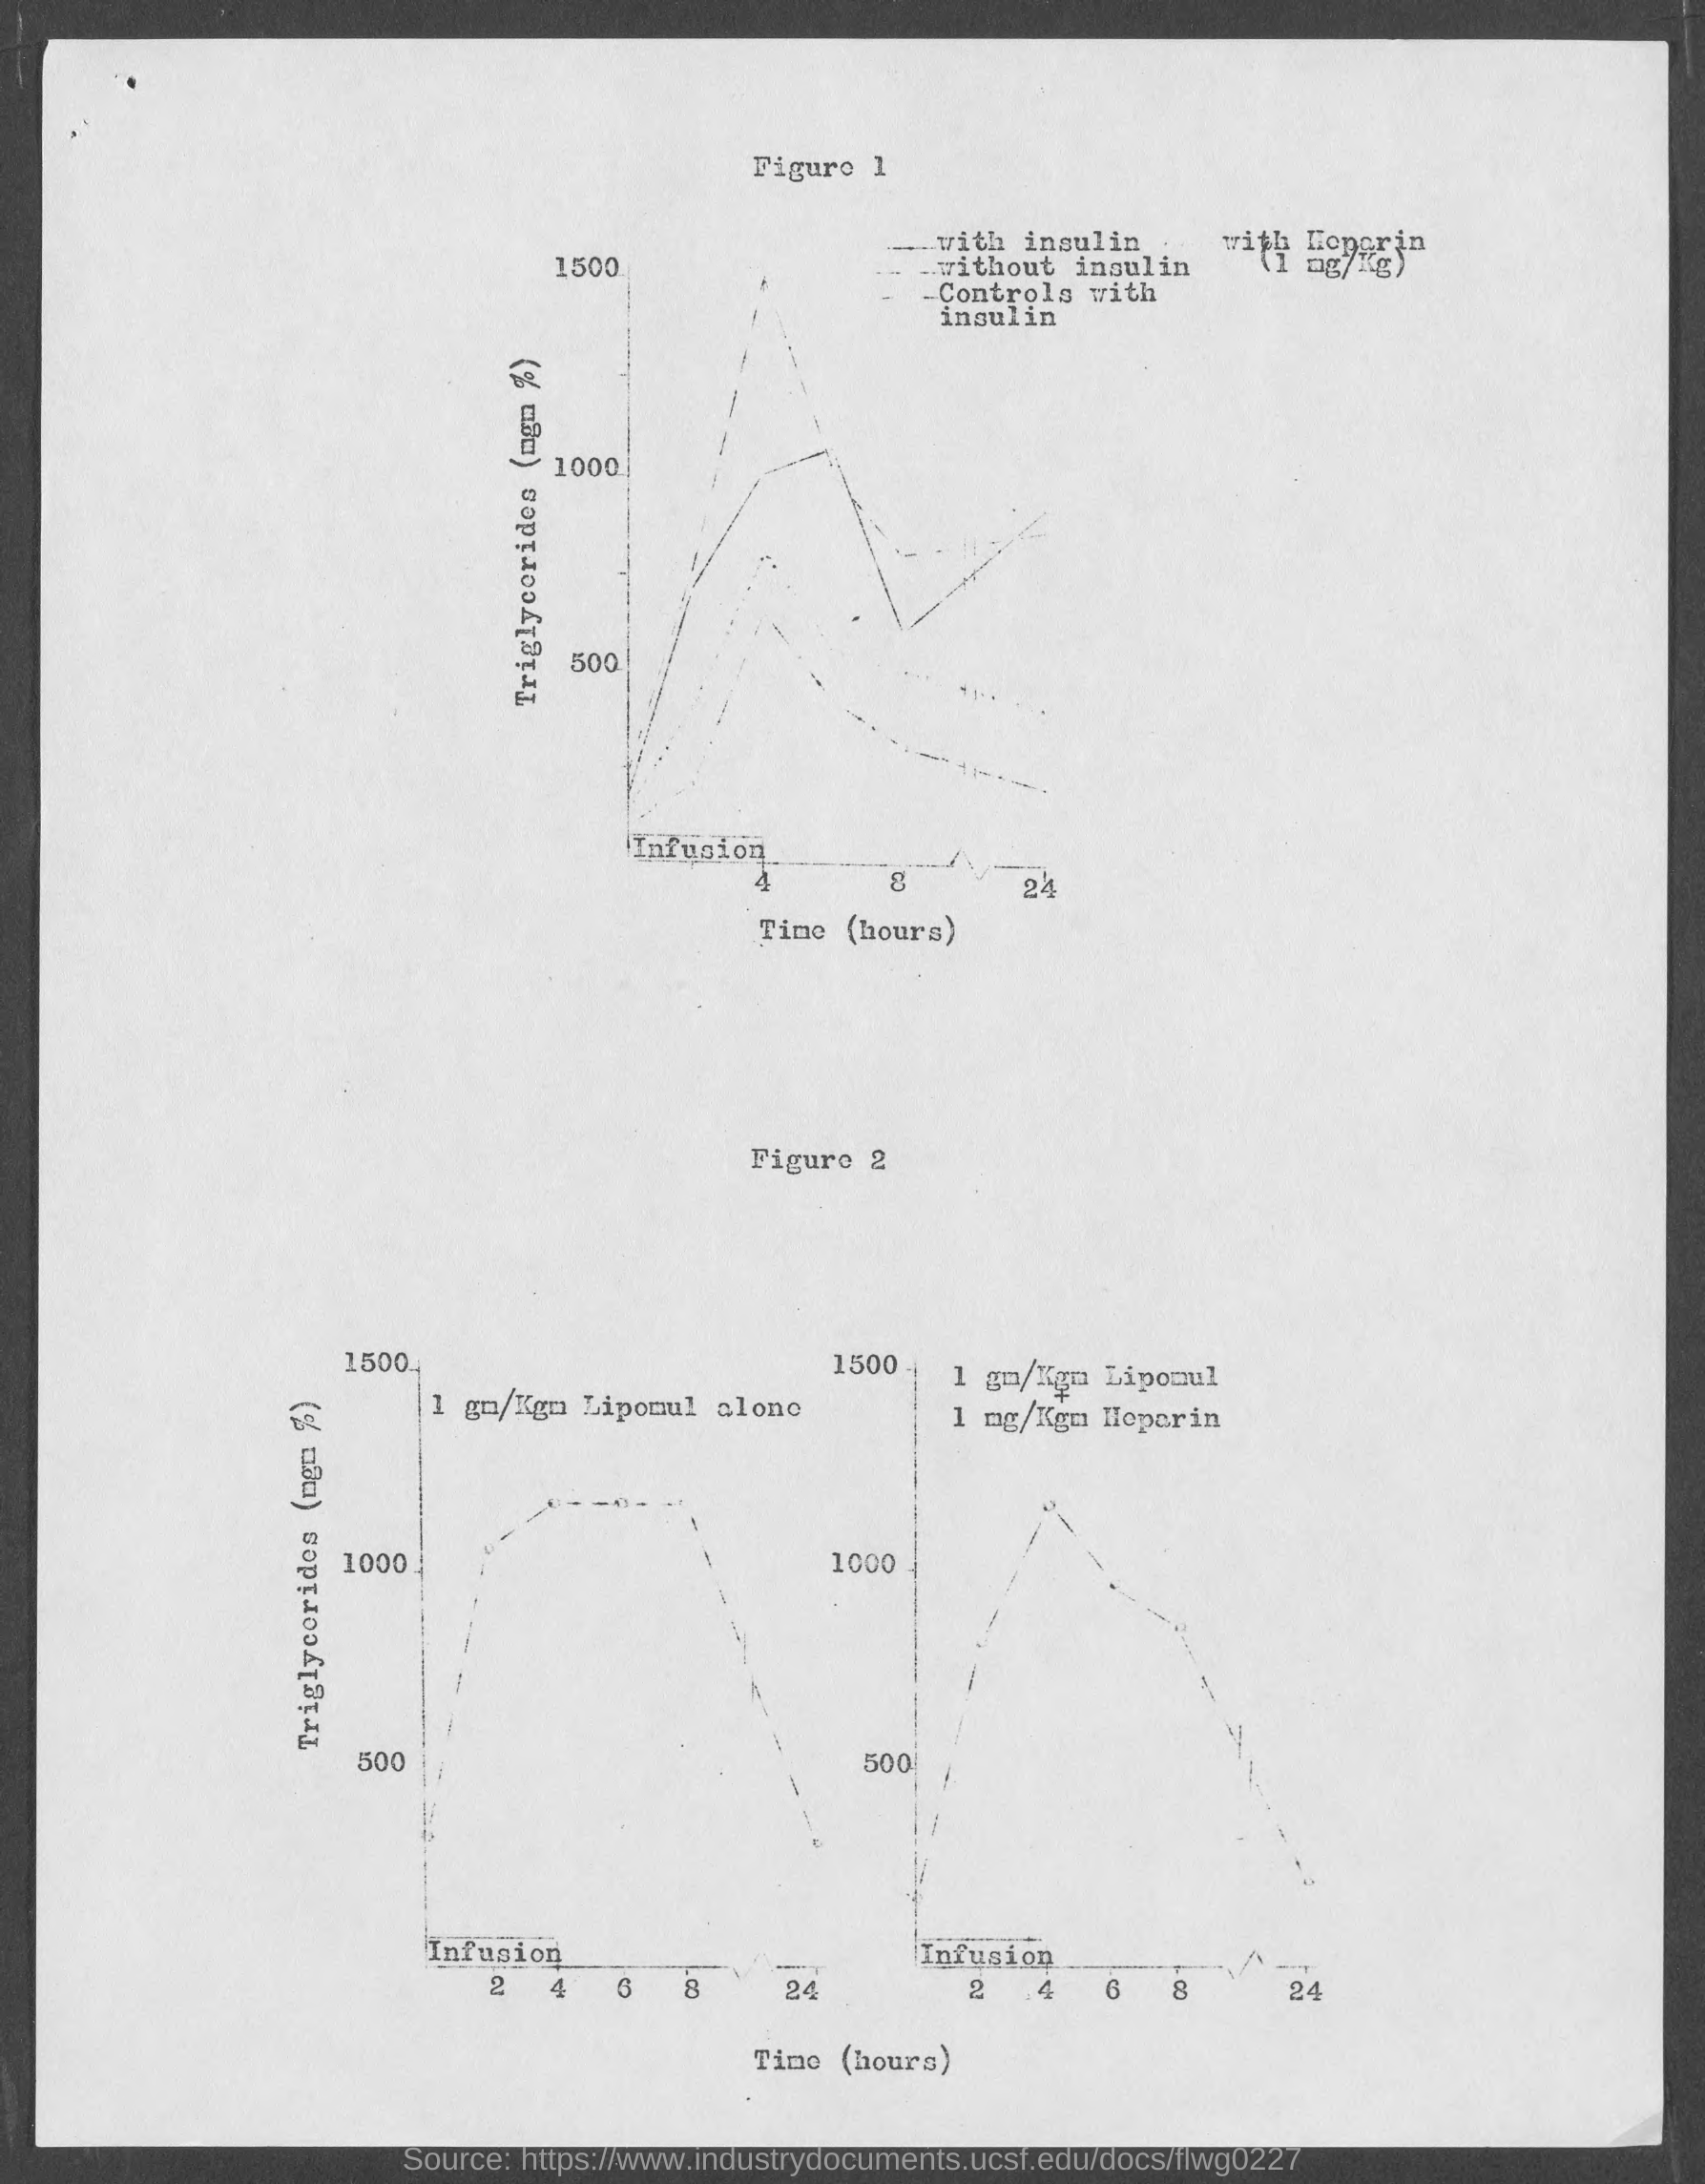 Figure 1
with insulin with Heparin
without insulin (1 mg/Kg)
Controls with
insulin
1500
1000
500
Triglycerides (mgm %)
Infusion
4 8 24
Time (hours)
Figure 2
1500
1 gm/Kgm Lipomul alone
1000
500
Triglycerides (mgm %)
Infusion
2 4 6 8 24
1500
1 gm/Kgm Lipomul
+
1 mg/Kgm Heparin
1000
500
Infusion
2 4 6 8 24
Time (hours)
Source: https://www.industrydocuments.ucsf.edu/docs/flwg0227